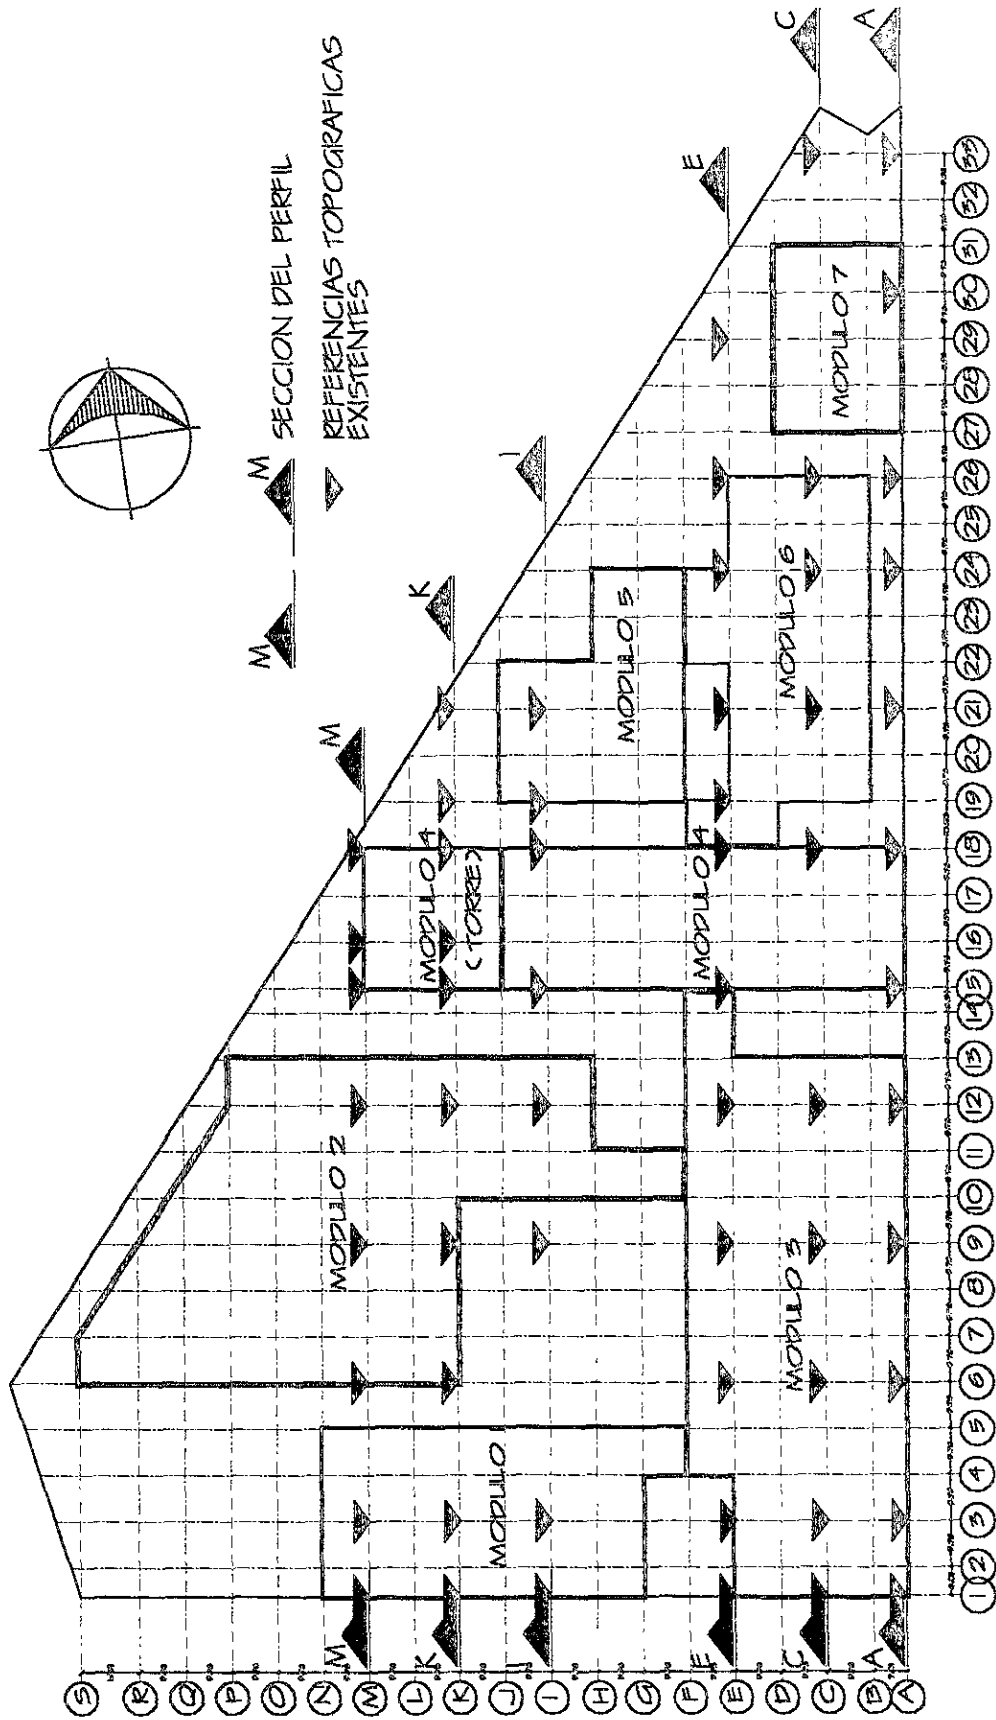 M M SECCION DEL PERFIL
REFERENCIAS TOPOGRAFICAS
EXISTENTES
C
A
E
I
K
M
MODULO
MODULO 2
MODULO 3
MODULO 4
(TORRE)
MODULO 4
MODULO 5
MODULO 6
MODULO 7
M
K
I
E
C
A
S
R
Q
P
O
N
M
L
K
J
I
H
G
F
E
D
C
B
A
1 2 3 4 5 6 7 8 9 10 11 12 13 14 15 16 17 18 19 20 21 22 23 24 25 26 27 28 29 30 31 32 33